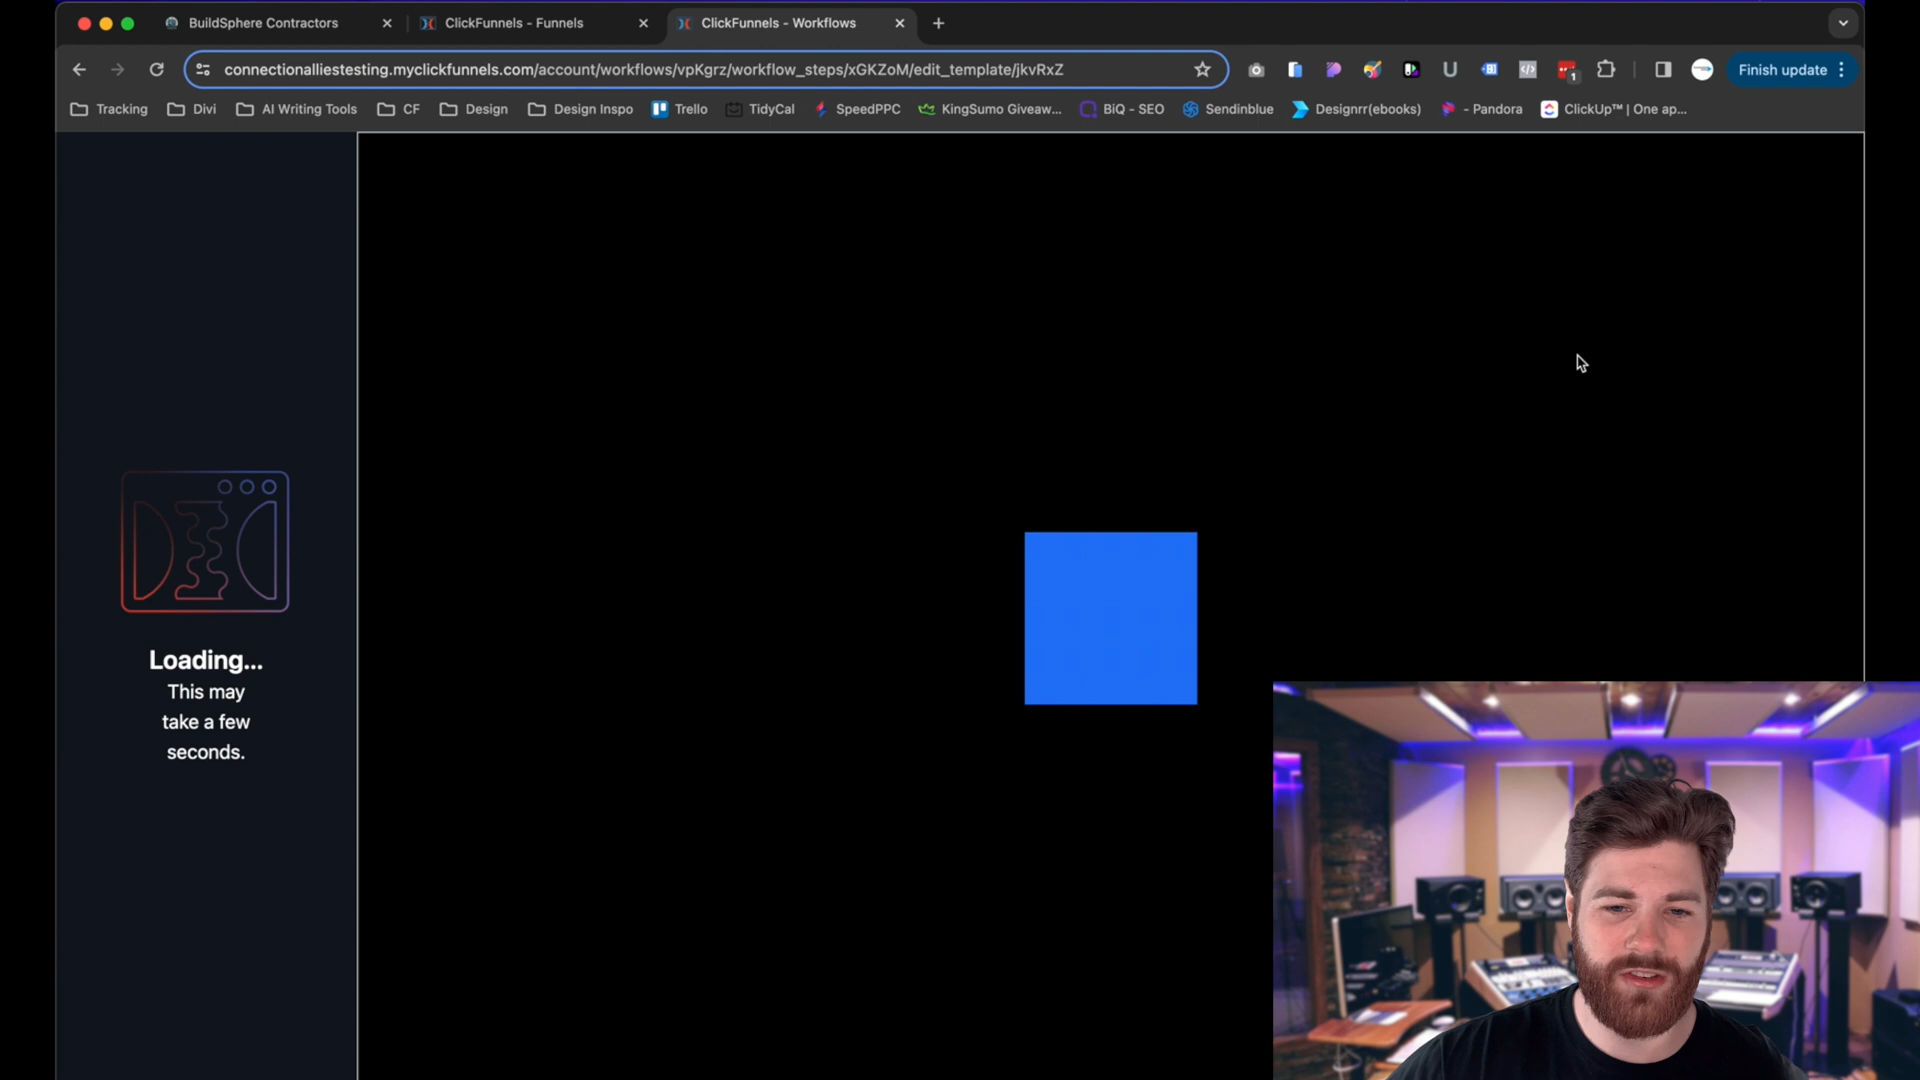 BuildSphere Contractors
ClickFunnels - Funnels
ClickFunnels - Workflows
connectionalliestesting.myclickfunnels.com/account/workflows/vpKgrz/workflow_steps/xGKZoM/edit_template/jkvRxZ
U
1
Finish update
Tracking
Divi
AI Writing Tools
CF
Design
Design Inspo
Trello
TidyCal
SpeedPPC
KingSumo Giveaw...
BiQ - SEO
Sendinblue
Designrr(ebooks)
- Pandora
ClickUp™ | One ap...
Loading...
This may
take a few
seconds.